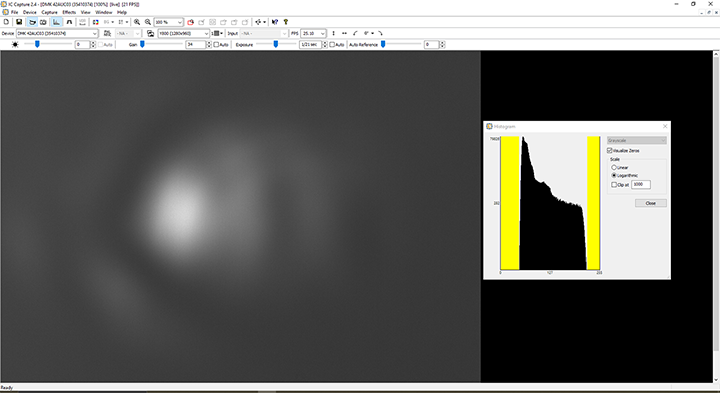 IC Capture 2.4 - [DMK 42AUC03 [35410374] (100%), [live] [21 FPS]]
File Device Capture Effects View Window Help
100 %
Device DMK 42AUC03 [35410374] - NA - Y800 [1280x960] Input - NA - FPS 25.10
0 Auto Gain 34 Auto Exposure 1/21 sec Auto Auto Reference 0
Histogram
Grayscale
Visualize Zeros
Scale
Linear
Logarithmic
Clip at 1000
Close
0 127 255
Ready